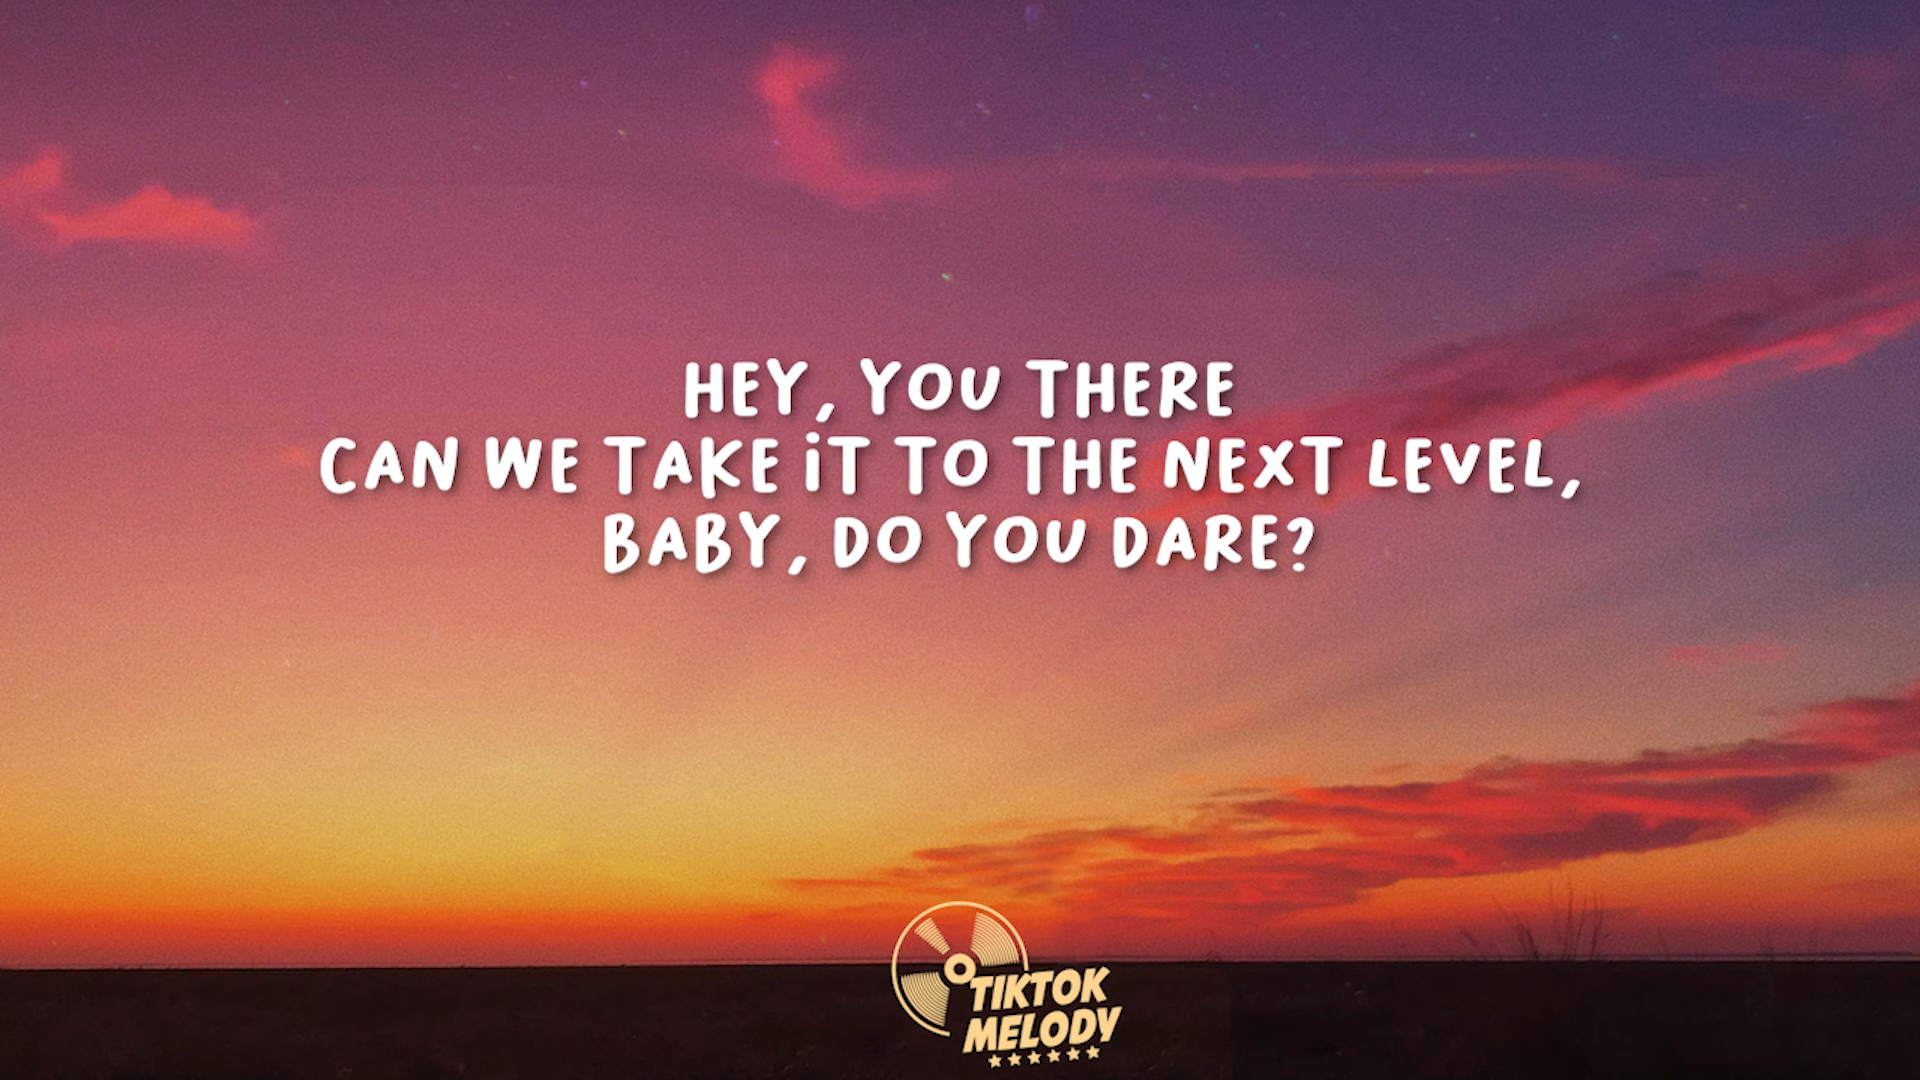 HEY, YOU THERE
CAN WE TAKE iT TO THE NEXT LEVEL,
BABY, DO YOU DARE?
TIKTOK
MELODY